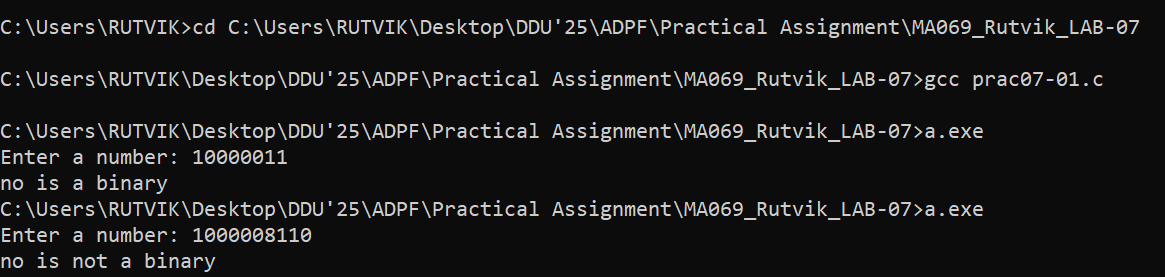 C:\Users\RUTVIK>cd C:\Users\RUTVIK\Desktop\DDU'25\ADPF\Practical Assignment\MA069_Rutvik_LAB-07
C:\Users\RUTVIK\Desktop\DDU'25\ADPF\Practical Assignment\MA069_Rutvik_LAB-07>gcc prac07-01.c
C:\Users\RUTVIK\Desktop\DDU'25\ADPF\Practical Assignment\MA069_Rutvik_LAB-07>a.exe
Enter a number: 10000011
no is a binary
C:\Users\RUTVIK\Desktop\DDU'25\ADPF\Practical Assignment\MA069_Rutvik_LAB-07>a.exe
Enter a number: 1000008110
no is not a binary